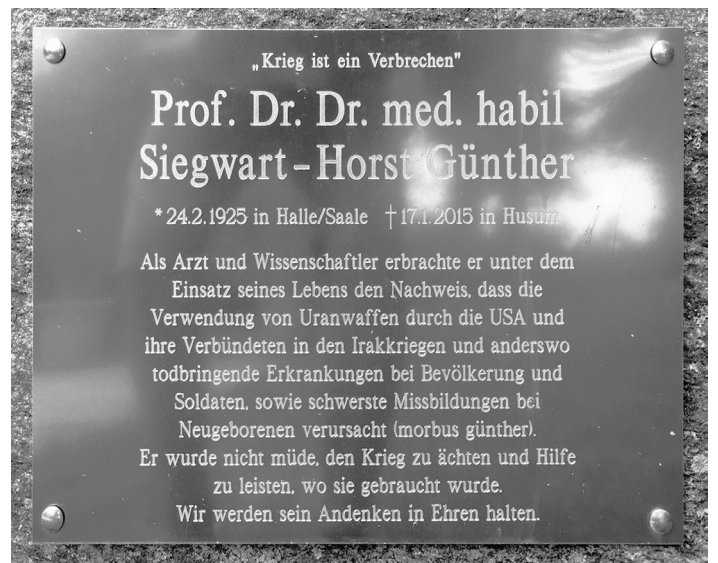 „Krieg ist ein Verbrechen"
Prof. Dr. Dr. med. habil
Siegwart-Horst Günther
* 24.2.1925 in Halle/Saale † 17.1.2015 in Husum
Als Arzt und Wissenschaftler erbrachte er unter dem
Einsatz seines Lebens den Nachweis, dass die
Verwendung von Uranwaffen durch die USA und
ihre Verbündeten in den Irakkriegen und anderswo
todbringende Erkrankungen bei Bevölkerung und
Soldaten, sowie schwerste Missbildungen bei
Neugeborenen verursacht (morbus günther).
Er wurde nicht müde, den Krieg zu ächten und Hilfe
zu leisten, wo sie gebraucht wurde.
Wir werden sein Andenken in Ehren halten.